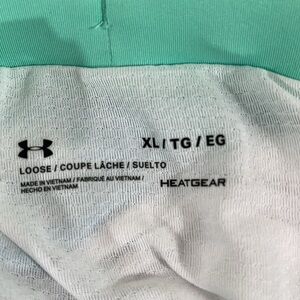 XL / TG / EG
LOOSE / COUPE LÂCHE / SUELTO
MADE IN VIETNAM / FABRIQUÉ AU VIETNAM /
HECHO EN VIETNAM
HEATGEAR